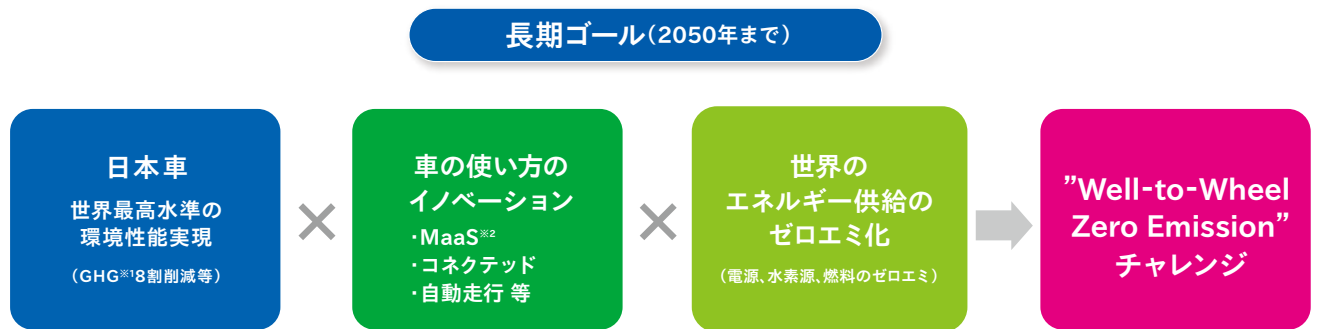 長期ゴール(2050年まで)
日本車
世界最高水準の
環境性能実現
(GHG※18割削減等)
×
車の使い方の
イノベーション
・MaaS※2
・コネクテッド
・自動走行 等
×
世界の
エネルギー供給の
ゼロエミ化
(電源、水素源、燃料のゼロエミ)
”Well-to-Wheel
Zero Emission”
チャレンジ